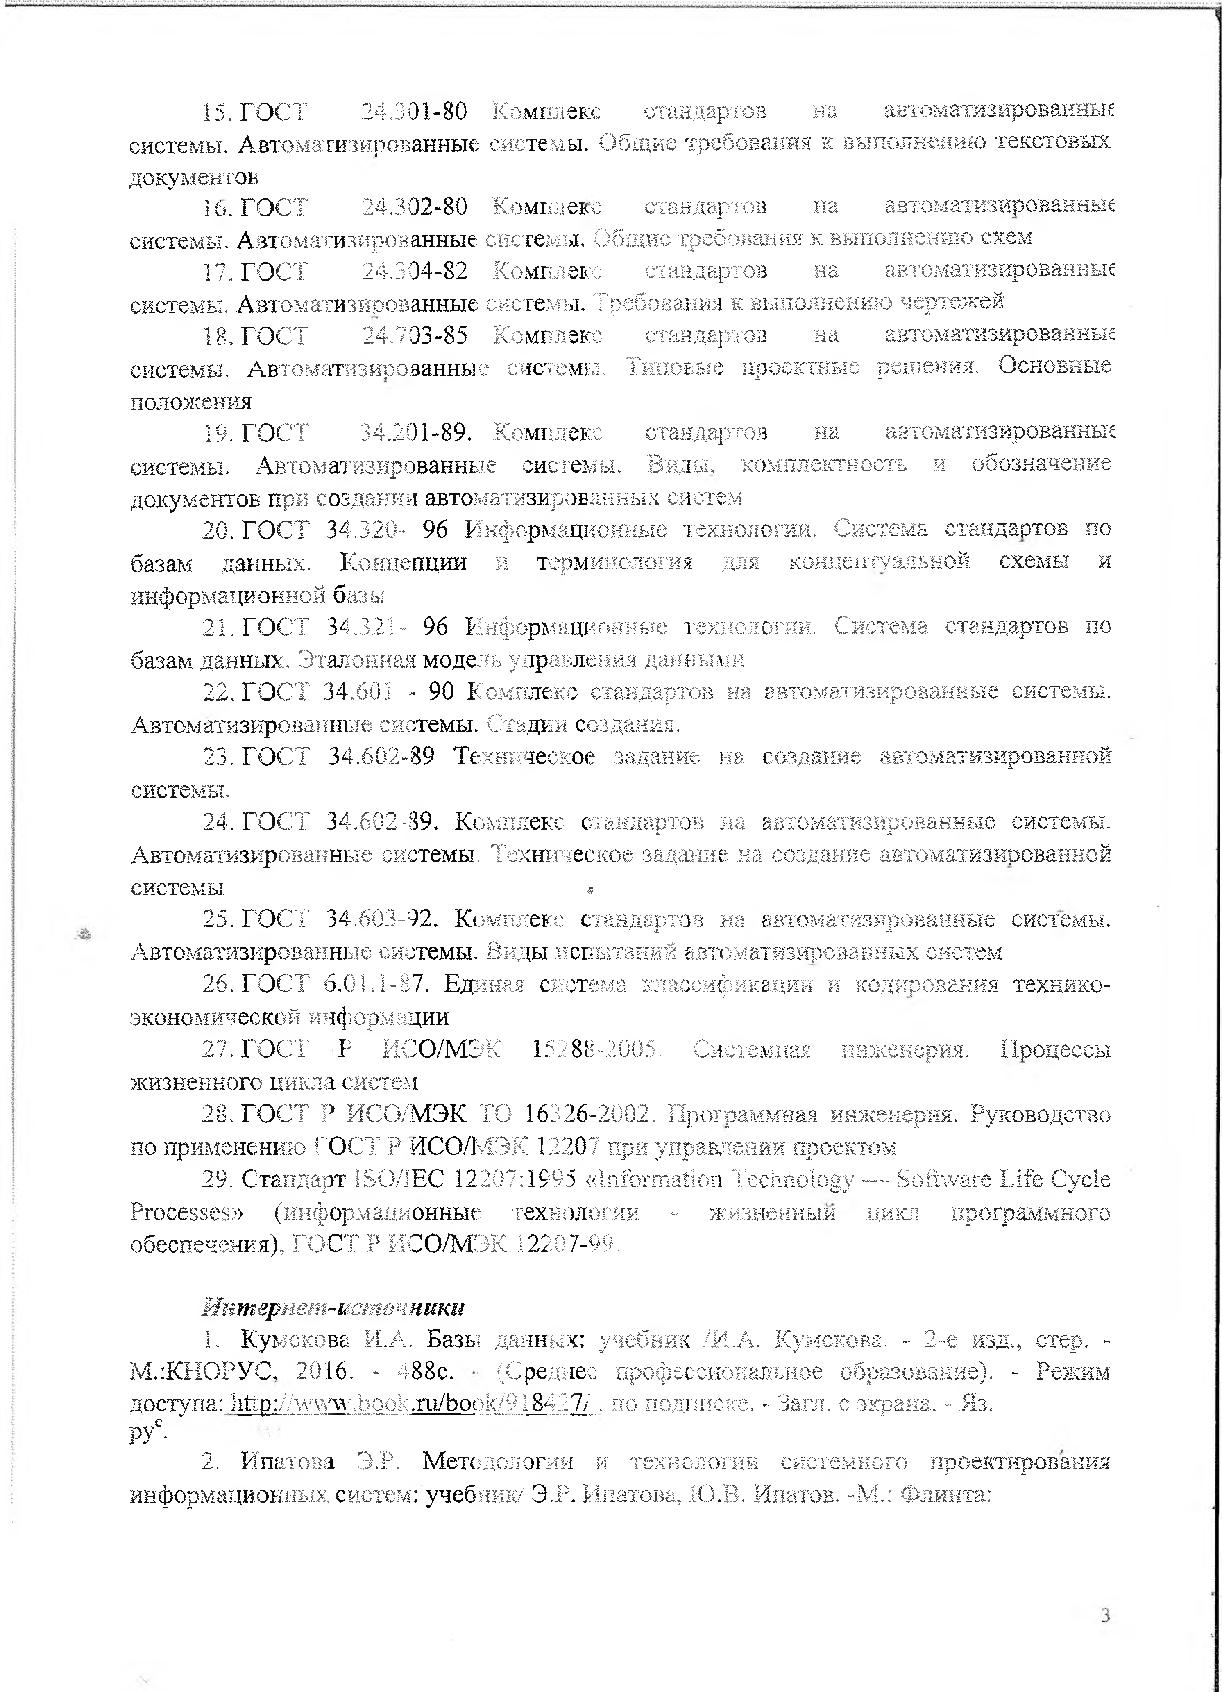 15. ГОСТ 24.301-80 Комплекс стандартов на автоматизированные
системы. Автоматизированные системы. Общие требования к выполнению текстовых
документов
16. ГОСТ 24.302-80 Комплекс стандартов на автоматизированные
системы. Автоматизированные системы. Общие требования к выполнению схем
17. ГОСТ 24.304-82 Комплекс стандартов на автоматизированные
системы. Автоматизированные системы. Требования к выполнению чертежей
18. ГОСТ 24.703-85 Комплекс стандартов на автоматизированные
системы. Автоматизированные системы. Типовые проектные решения. Основные
положения
19. ГОСТ 34.201-89. Комплекс стандартов на автоматизированные
системы. Автоматизированные системы. Виды, комплектность и обозначение
документов при создании автоматизированных систем
20. ГОСТ 34.320- 96 Информационные технологии. Система стандартов по
базам данных. Концепции и терминология для концептуальной схемы и
информационной базы
21. ГОСТ 34.321- 96 Информационные технологии. Система стандартов по
базам данных. Эталонная модель управления данными
22. ГОСТ 34.601 - 90 Комплекс стандартов на автоматизированные системы.
Автоматизированные системы. Стадии создания.
23. ГОСТ 34.602-89 Техническое задание на создание автоматизированной
системы.
24. ГОСТ 34.602-89. Комплекс стандартов на автоматизированные системы.
Автоматизированные системы. Техническое задание на создание автоматизированной
системы
25. ГОСТ 34.603-92. Комплекс стандартов на автоматизированные системы.
Автоматизированные системы. Виды испытаний автоматизированных систем
26. ГОСТ 6.01.1-87. Единая система классификации и кодирования технико-
экономической информации
27. ГОСТ Р ИСО/МЭК 15288-2005. Системная инженерия. Процессы
жизненного цикла систем
28. ГОСТ Р ИСО/МЭК ТО 16326-2002. Программная инженерия. Руководство
по применению ГОСТ Р ИСО/МЭК 12207 при управлении проектом
29. Стандарт ISO/IEC 12207:1995 «Information Technology — Software Life Cycle
Processes» (информационные технологии - жизненный цикл программного
обеспечения), ГОСТ Р ИСО/МЭК 12207-99.
Интернет-источники
1. Кумскова И.А. Базы данных: учебник /И.А. Кумскова. - 2-е изд., стер. -
М.:КНОРУС, 2016. - 488с. - (Среднее профессиональное образование). - Режим
доступа: http://www.book.ru/book/918427/ . по подписке. - Загл. с экрана. - Яз.
рус.
2. Ипатова Э.Р. Методологии и технологии системного проектирования
информационных систем: учебник/ Э.Р. Ипатова, Ю.В. Ипатов. -М.: Флинта:
3